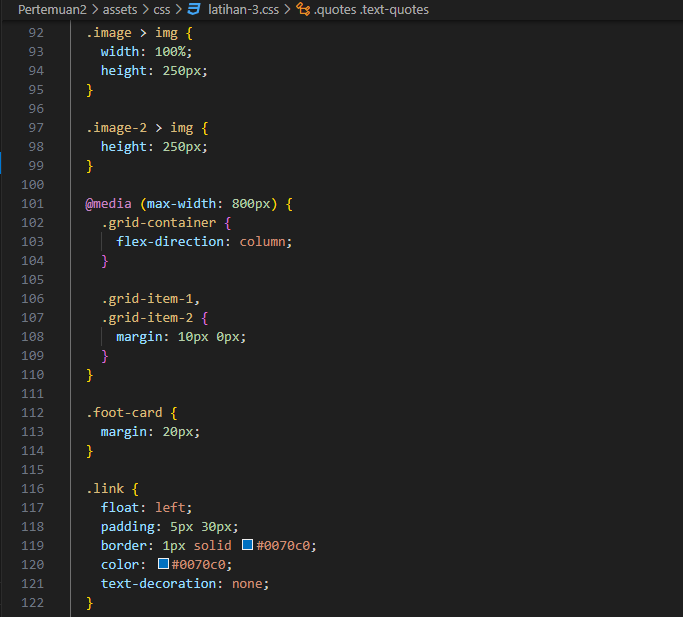 Pertemuan2 > assets > css > latihan-3.css > .quotes .text-quotes
92 .image > img {
93 width: 100%;
94 height: 250px;
95 }
96
97 .image-2 > img {
98 height: 250px;
99 }
100
101 @media (max-width: 800px) {
102 .grid-container {
103 flex-direction: column;
104 }
105
106 .grid-item-1,
107 .grid-item-2 {
108 margin: 10px 0px;
109 }
110 }
111
112 .foot-card {
113 margin: 20px;
114 }
115
116 .link {
117 float: left;
118 padding: 5px 30px;
119 border: 1px solid #0070c0;
120 color: #0070c0;
121 text-decoration: none;
122 }